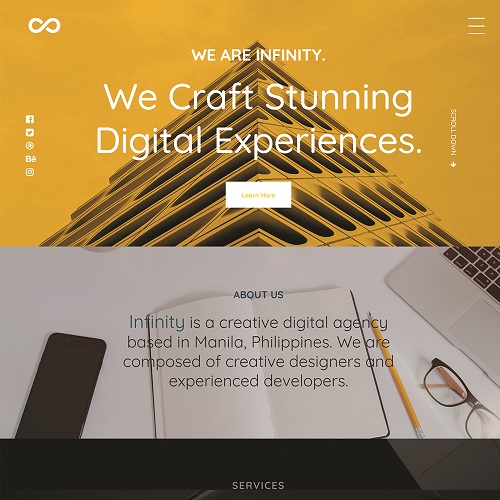 WE ARE INFINITY.
We Craft Stunning
Digital Experiences.
SCROLL DOWN
Bē
Learn More
ABOUT US
Infinity is a creative digital agency
based in Manila, Philippines. We are
composed of creative designers and
experienced developers.
SERVICES